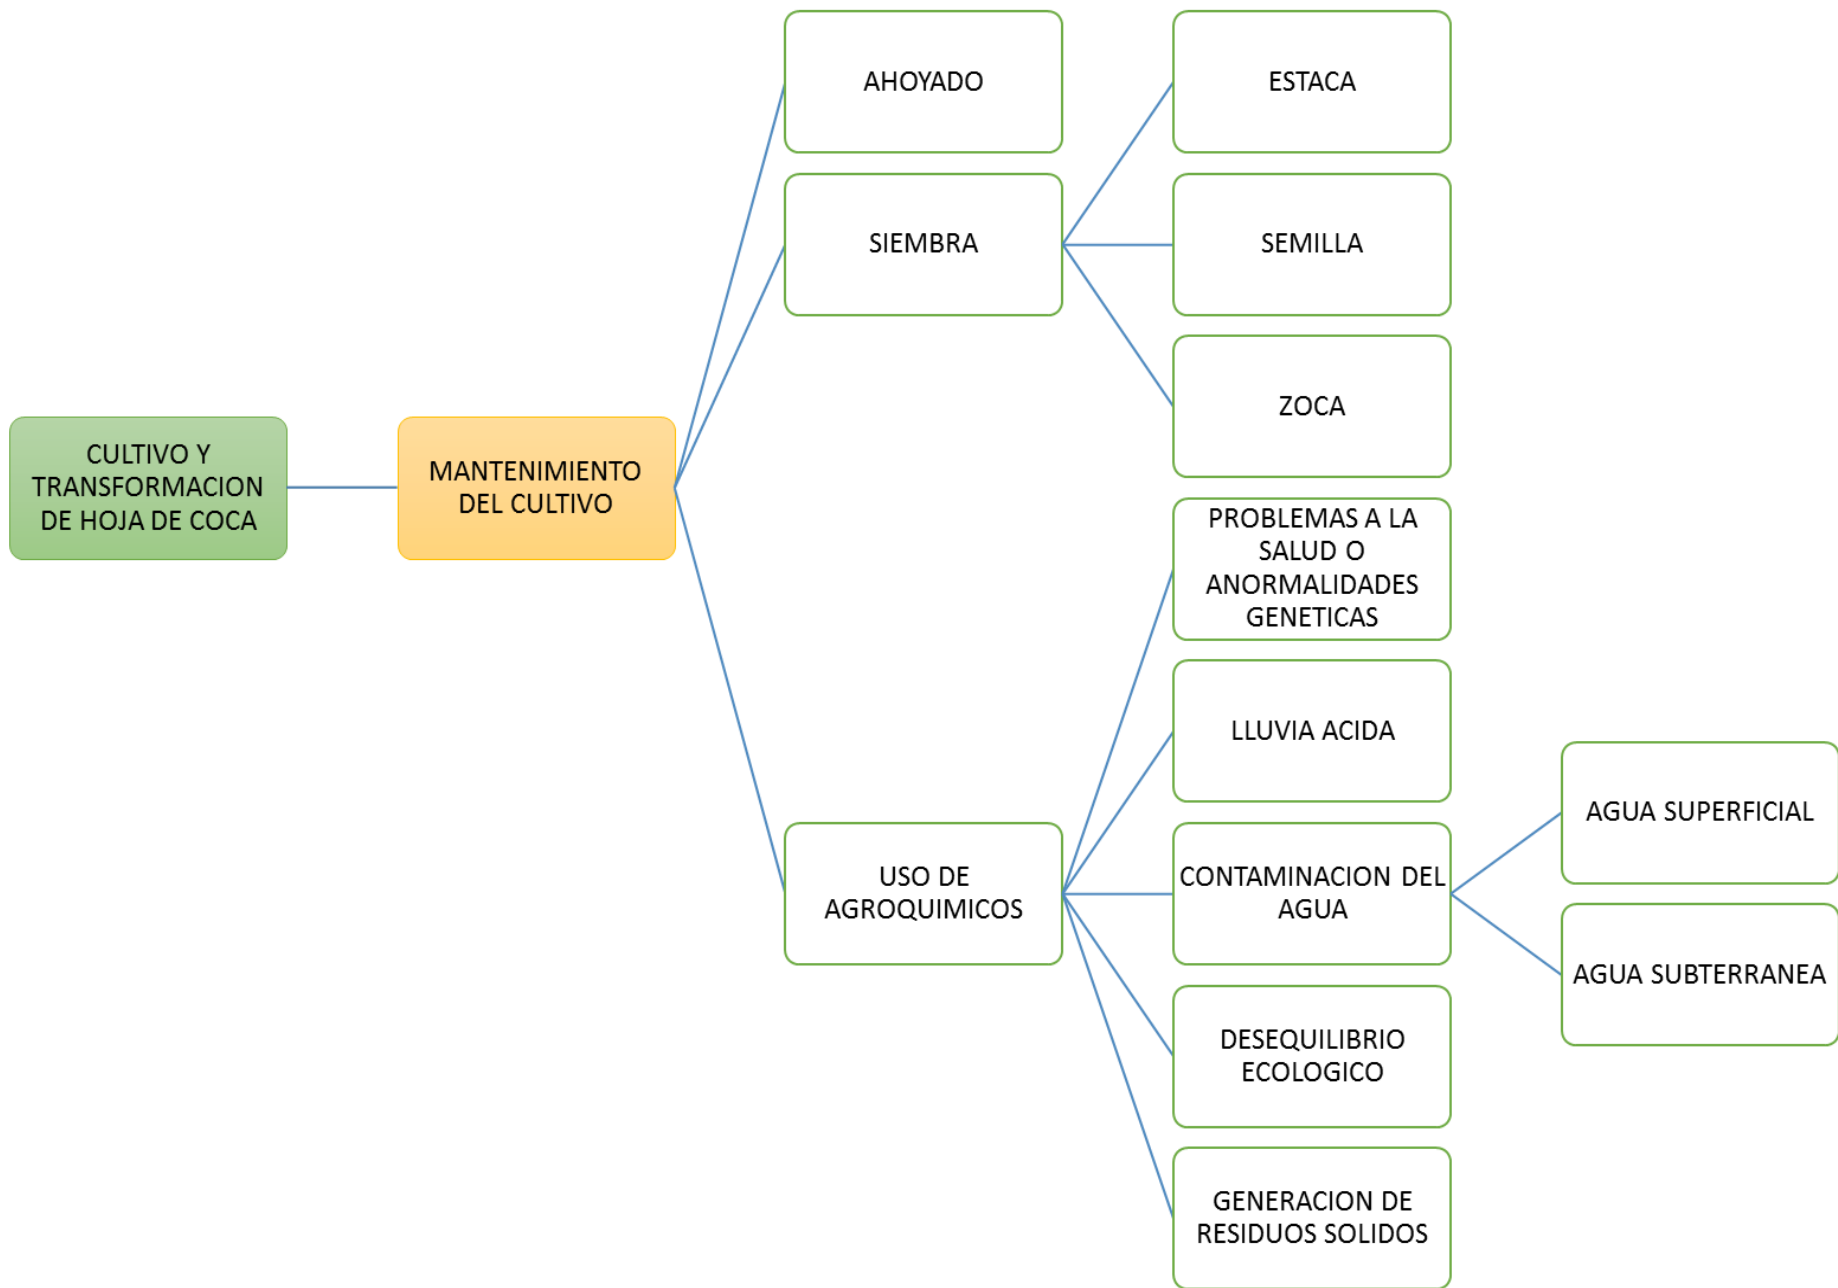 CULTIVO Y
TRANSFORMACION
DE HOJA DE COCA
MANTENIMIENTO
DEL CULTIVO
AHOYADO
SIEMBRA
ESTACA
SEMILLA
ZOCA
USO DE
AGROQUIMICOS
PROBLEMAS A LA
SALUD O
ANORMALIDADES
GENETICAS
LLUVIA ACIDA
CONTAMINACION DEL
AGUA
AGUA SUPERFICIAL
AGUA SUBTERRANEA
DESEQUILIBRIO
ECOLOGICO
GENERACION DE
RESIDUOS SOLIDOS